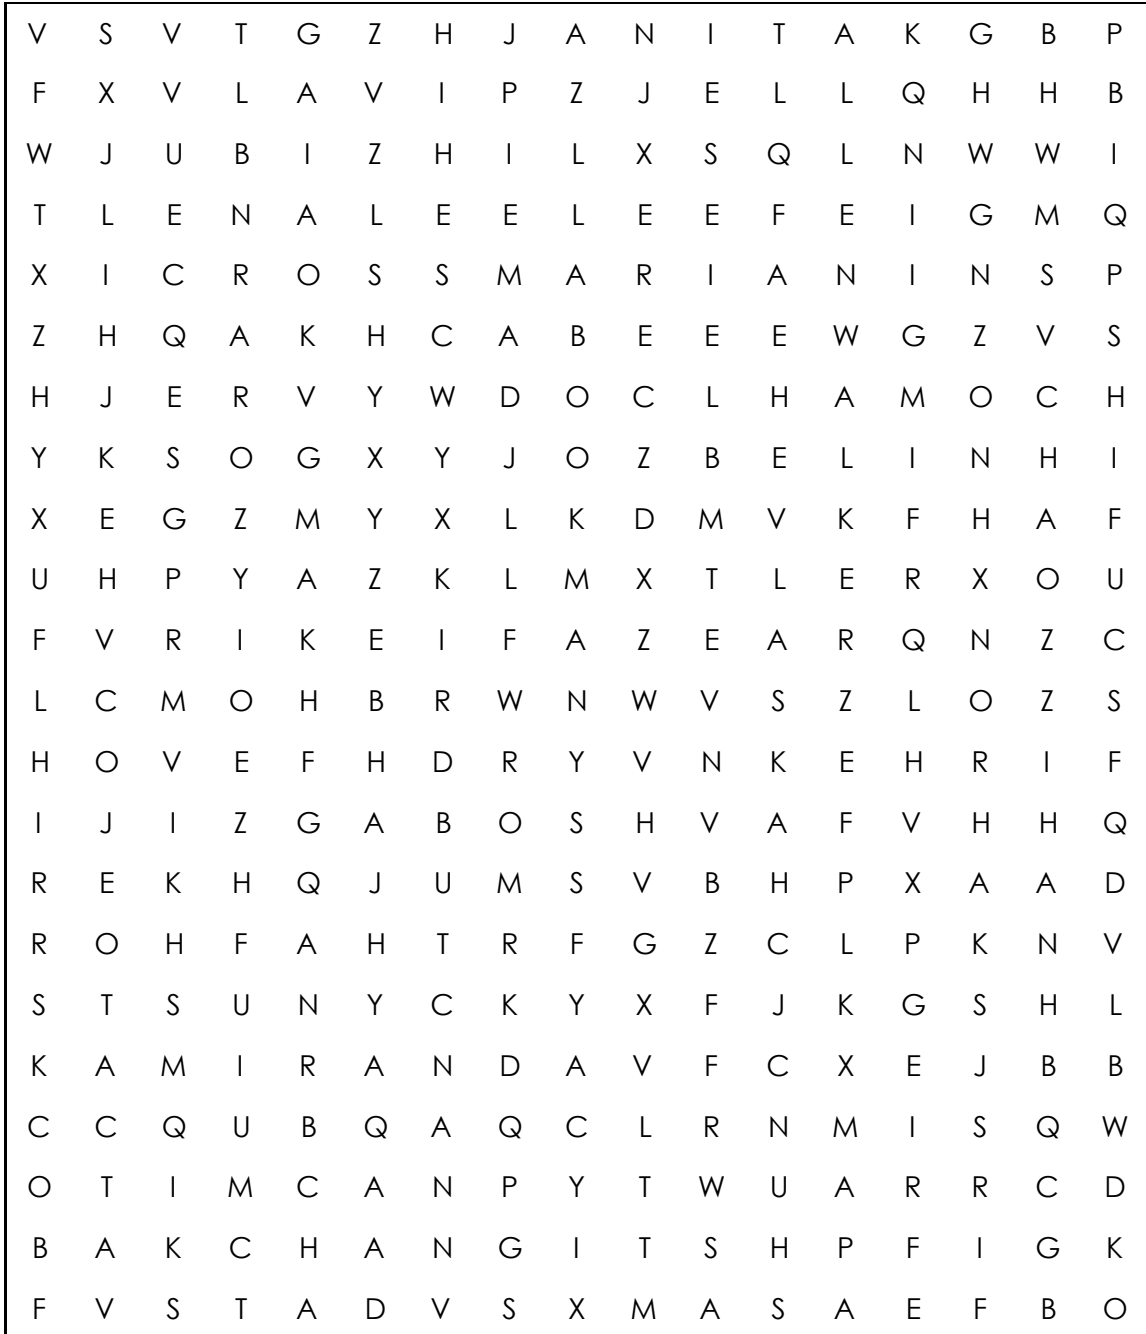 V S V T G Z H J A N I T A K G B P
F X V L A V I P Z J E L L Q H H B
W J U B I Z H I L X S Q L N W W I
T L E N A L E E L E E F E I G M Q
X I C R O S S M A R I A N I N S P
Z H Q A K H C A B E E E W G Z V S
H J E R V Y W D O C L H A M O C H
Y K S O G X Y J O Z B E L I N H I
X E G Z M Y X L K D M V K F H A F
U H P Y A Z K L M X T L E R X O U
F V R I K E I F A Z E A R Q N Z C
L C M O H B R W N W V S Z L O Z S
H O V E F H D R Y V N K E H R I F
I J I Z G A B O S H V A F V H H Q
R E K H Q J U M S V B H P X A A D
R O H F A H T R F G Z C L P K N V
S T S U N Y C K Y X F J K G S H L
K A M I R A N D A V F C X E J B B
C C Q U B Q A Q C L R N M I S Q W
O T I M C A N P Y T W U A R R C D
B A K C H A N G I T S H P F I G K
F V S T A D V S X M A S A E F B O